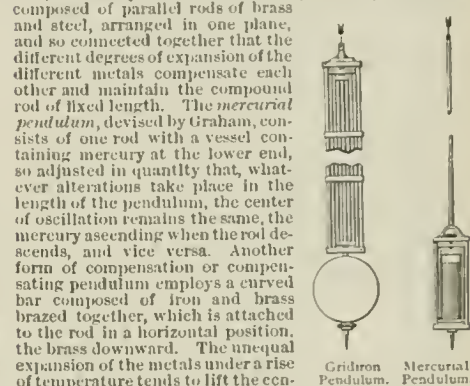 composed of parallel rods of brass
and steel, arranged in one plane,
and so connected together that the
different degrees of expansion of the
different metals compensate each
other and maintain the compound
rod of fixed length. The mercurial
pendulum, devised by Graham, con-
sists of one rod with a vessel con-
taining mercury at the lower end,
so adjusted in quantity that, what-
ever alterations take place in the
length of the pendulum, the center
of oscillation remains the same, the
mercury ascending when the rod de-
scends, and vice versa. Another
form of compensation or compen-
sating pendulum employs a curved
bar composed of iron and brass
brazed together, which is attached
to the rod in a horizontal position,
the brass downward. The unequal
expansion of the metals under a rise
of temperature tends to lift the cen-
Gridiron Pendulum.
Mercurial Pendulum.